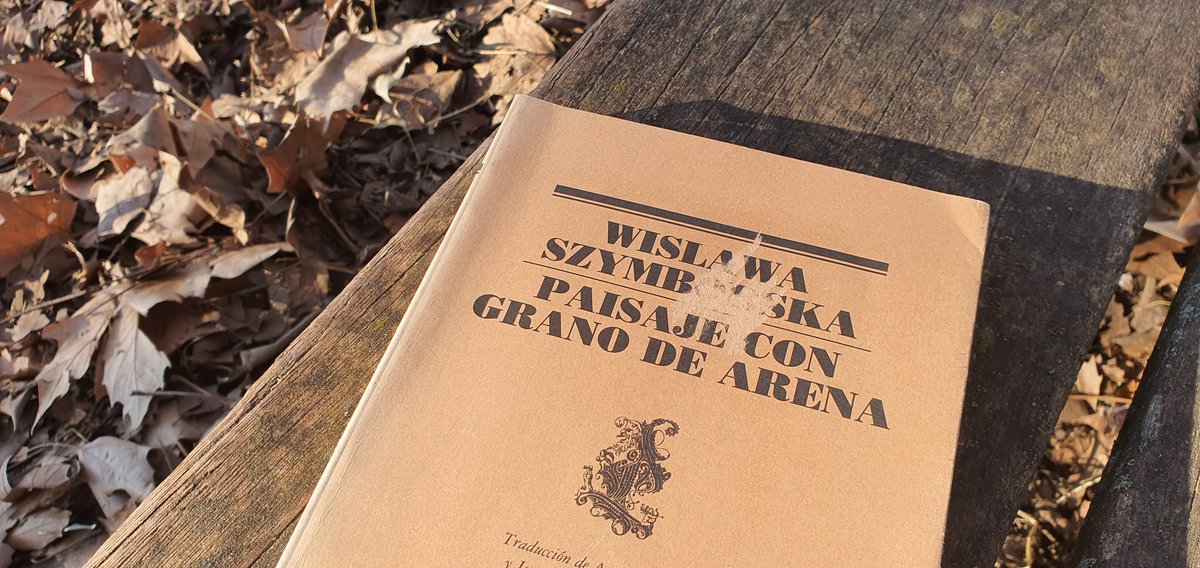 WISLAWA
SZYMBORSKA
PAISAJE CON
GRANO DE ARENA
Traducción de
y